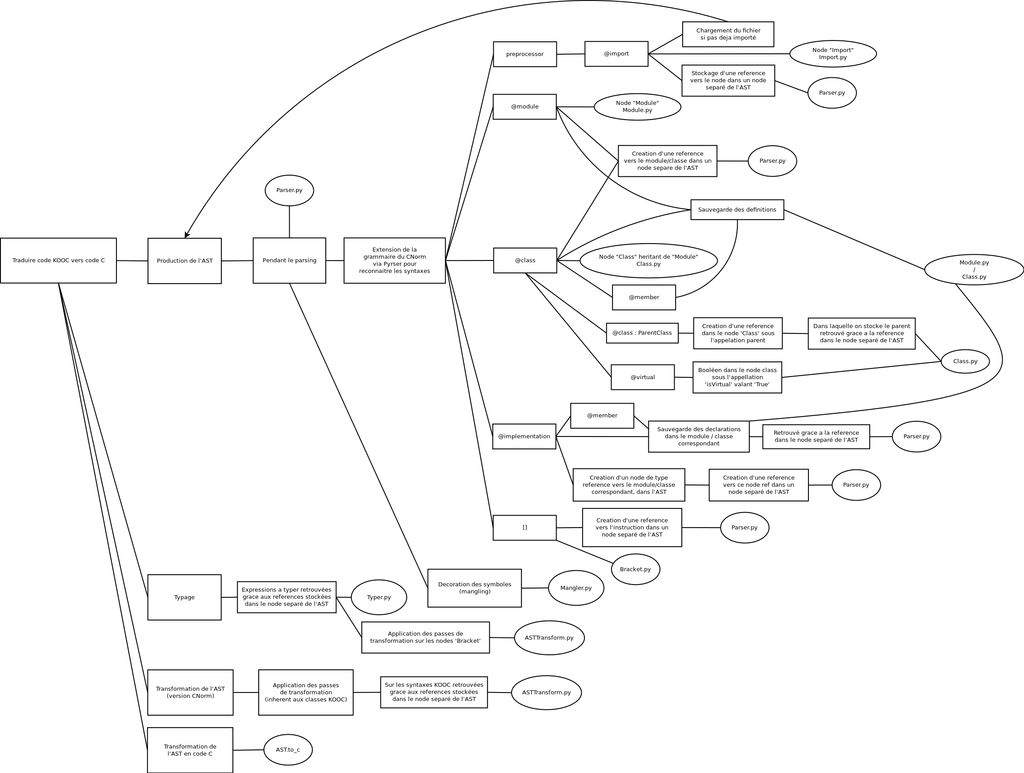 Chargement du fichier
si pas deja importé
preprocessor
@import
Node "Import"
Import.py
Stockage d'une reference
vers le node dans un node
separé de l'AST
Parser.py
@module
Node "Module"
Module.py
Creation d'une reference
vers le module/classe dans un
node separe de l'AST
Parser.py
Parser.py
Sauvegarde des definitions
Traduire code KOOC vers code C
Production de l'AST
Pendant le parsing
Extension de la
grammaire du CNorm
via Pyrser pour
reconnaitre les syntaxes
@class
Node "Class" heritant de "Module"
Class.py
Module.py
/
Class.py
@member
@class : ParentClass
Creation d'une reference
dans le node 'Class' sous
l'appelation parent
Dans laquelle on stocke le parent
retrouvé grace a la reference
dans le node separé de l'AST
Class.py
@virtual
Booléen dans le node class
sous l'appellation
'isVirtual' valant 'True'
@member
@implementation
Sauvegarde des declarations
dans le module / classe
correspondant
Retrouvé grace a la reference
dans le node separé de l'AST
Parser.py
Creation d'un node de type
reference vers le module/classe
correspondant, dans l'AST
Creation d'une reference
vers ce node ref dans un
node separé de l'AST
Parser.py
[]
Creation d'une reference
vers l'instruction dans un
node separé de l'AST
Parser.py
Bracket.py
Decoration des symboles
(mangling)
Mangler.py
Typage
Expressions a typer retrouvées
grace aux references stockées
dans le node separé de l'AST
Typer.py
Application des passes de
transformation sur les nodes 'Bracket'
ASTTransform.py
Transformation de l'AST
(version CNorm)
Application des passes
de transformation
(inherent aux classes KOOC)
Sur les syntaxes KOOC retrouvées
grace aux references stockées
dans le node separé de l'AST
ASTTransform.py
Transformation de
l'AST en code C
AST.to_c